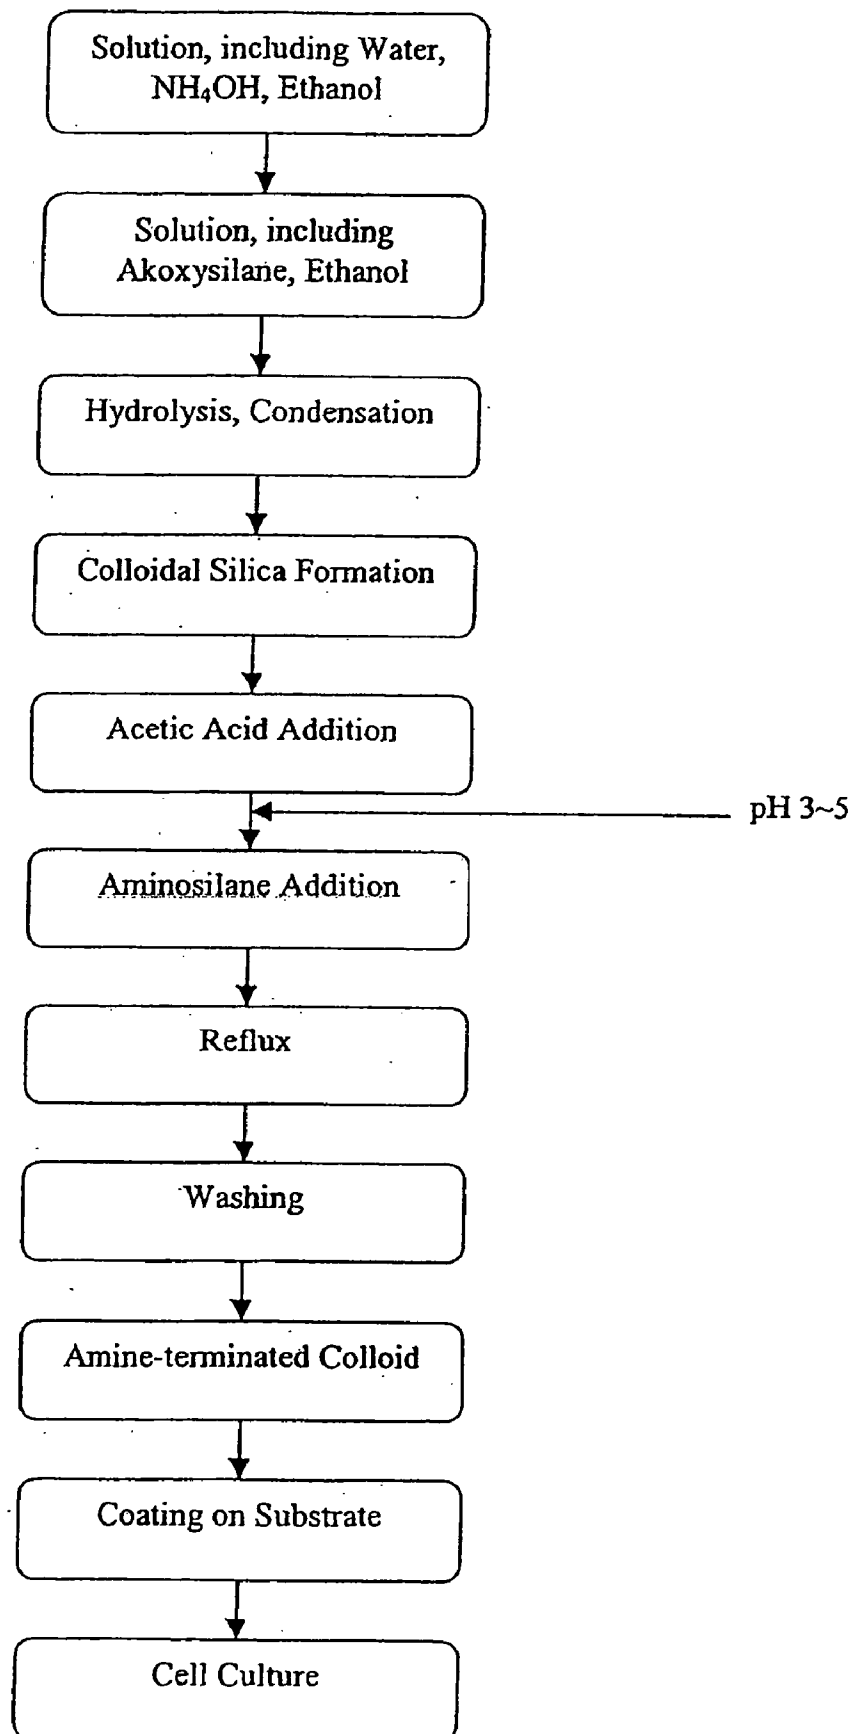 Solution, including Water,
NH₄OH, Ethanol
Solution, including
Akoxysilane, Ethanol
Hydrolysis, Condensation
Colloidal Silica Formation
Acetic Acid Addition
pH 3~5
Aminosilane Addition
Reflux
Washing
Amine-terminated Colloid
Coating on Substrate
Cell Culture